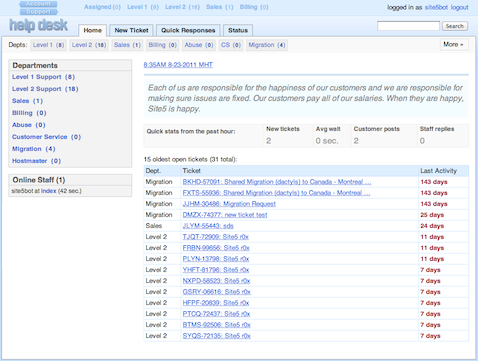 Account
Support
Assigned (0) Level 1 (8) Level 2 (18) Sales (1) Billing (0)
logged in as site5bot logout
help desk
Home New Ticket Quick Responses Status
Search
Depts: Level 1 (8) Level 2 (18) Sales (1) Billing (0) Abuse (0) CS (0) Migration (4) More
Departments
Level 1 Support (8)
Level 2 Support (18)
Sales (1)
Billing (0)
Abuse (0)
Customer Service (0)
Migration (4)
Hostmaster (0)
Online Staff (1)
site5bot at Index (42 sec.)
8:35AM 8-23-2011 MHT
Each of us are responsible for the happiness of our customers and we are responsible for
making sure issues are fixed. Our customers pay all of our salaries. When they are happy,
Site5 is happy.
Quick stats from the past hour:
New tickets Avg wait Customer posts Staff replies
2 0 sec. 2 0
15 oldest open tickets (31 total):
Dept. Ticket Last Activity
Migration BKHD-57091: Shared Migration (dactyls) to Canada - Montreal ... 143 days
Migration FXTS-55936: Shared Migration (dactyls) to Canada - Montreal ... 143 days
Migration JJHM-30486: Migration Request 143 days
Migration DMZX-74377: new ticket test 25 days
Sales JLYM-55443: sds 24 days
Level 2 TJQT-72909: Site5 r0x 11 days
Level 2 FRBN-99656: Site5 r0x 11 days
Level 2 PLYN-13798: Site5 r0x 11 days
Level 2 YHFT-81798: Site5 r0x 7 days
Level 2 NXPD-58523: Site5 r0x 7 days
Level 2 GSRY-06616: Site5 r0x 7 days
Level 2 HFPF-20839: Site5 r0x 7 days
Level 2 PTCQ-72437: Site5 r0x 7 days
Level 2 BTMS-92506: Site5 r0x 7 days
Level 2 SYQS-72135: Site5 r0x 7 days